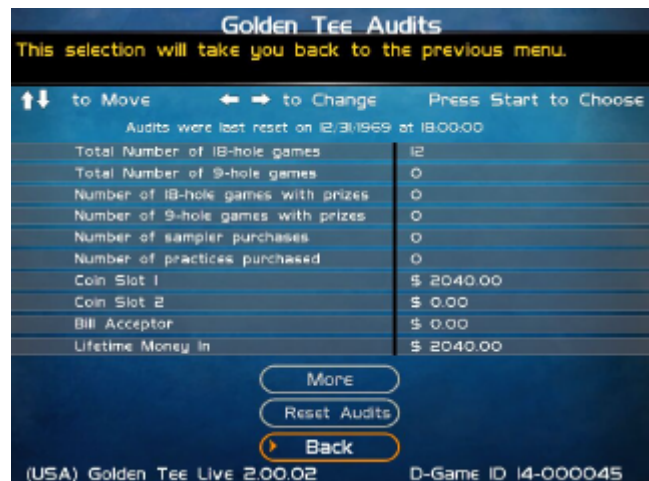 Golden Tee Audits
This selection will take you back to the previous menu.
to Move to Change Press Start to Choose
Audits were last reset on 12/31/1969 at 18:00:00
Total Number of 18-hole games 12
Total Number of 9-hole games 0
Number of 18-hole games with prizes 0
Number of 9-hole games with prizes 0
Number of sampler purchases 0
Number of practices purchased 0
Coin Slot 1 $ 2040.00
Coin Slot 2 $ 0.00
Bill Acceptor $ 0.00
Lifetime Money In $ 2040.00
More
Reset Audits
Back
(USA) Golden Tee Live 2.00.02 D-Game ID 14-000045